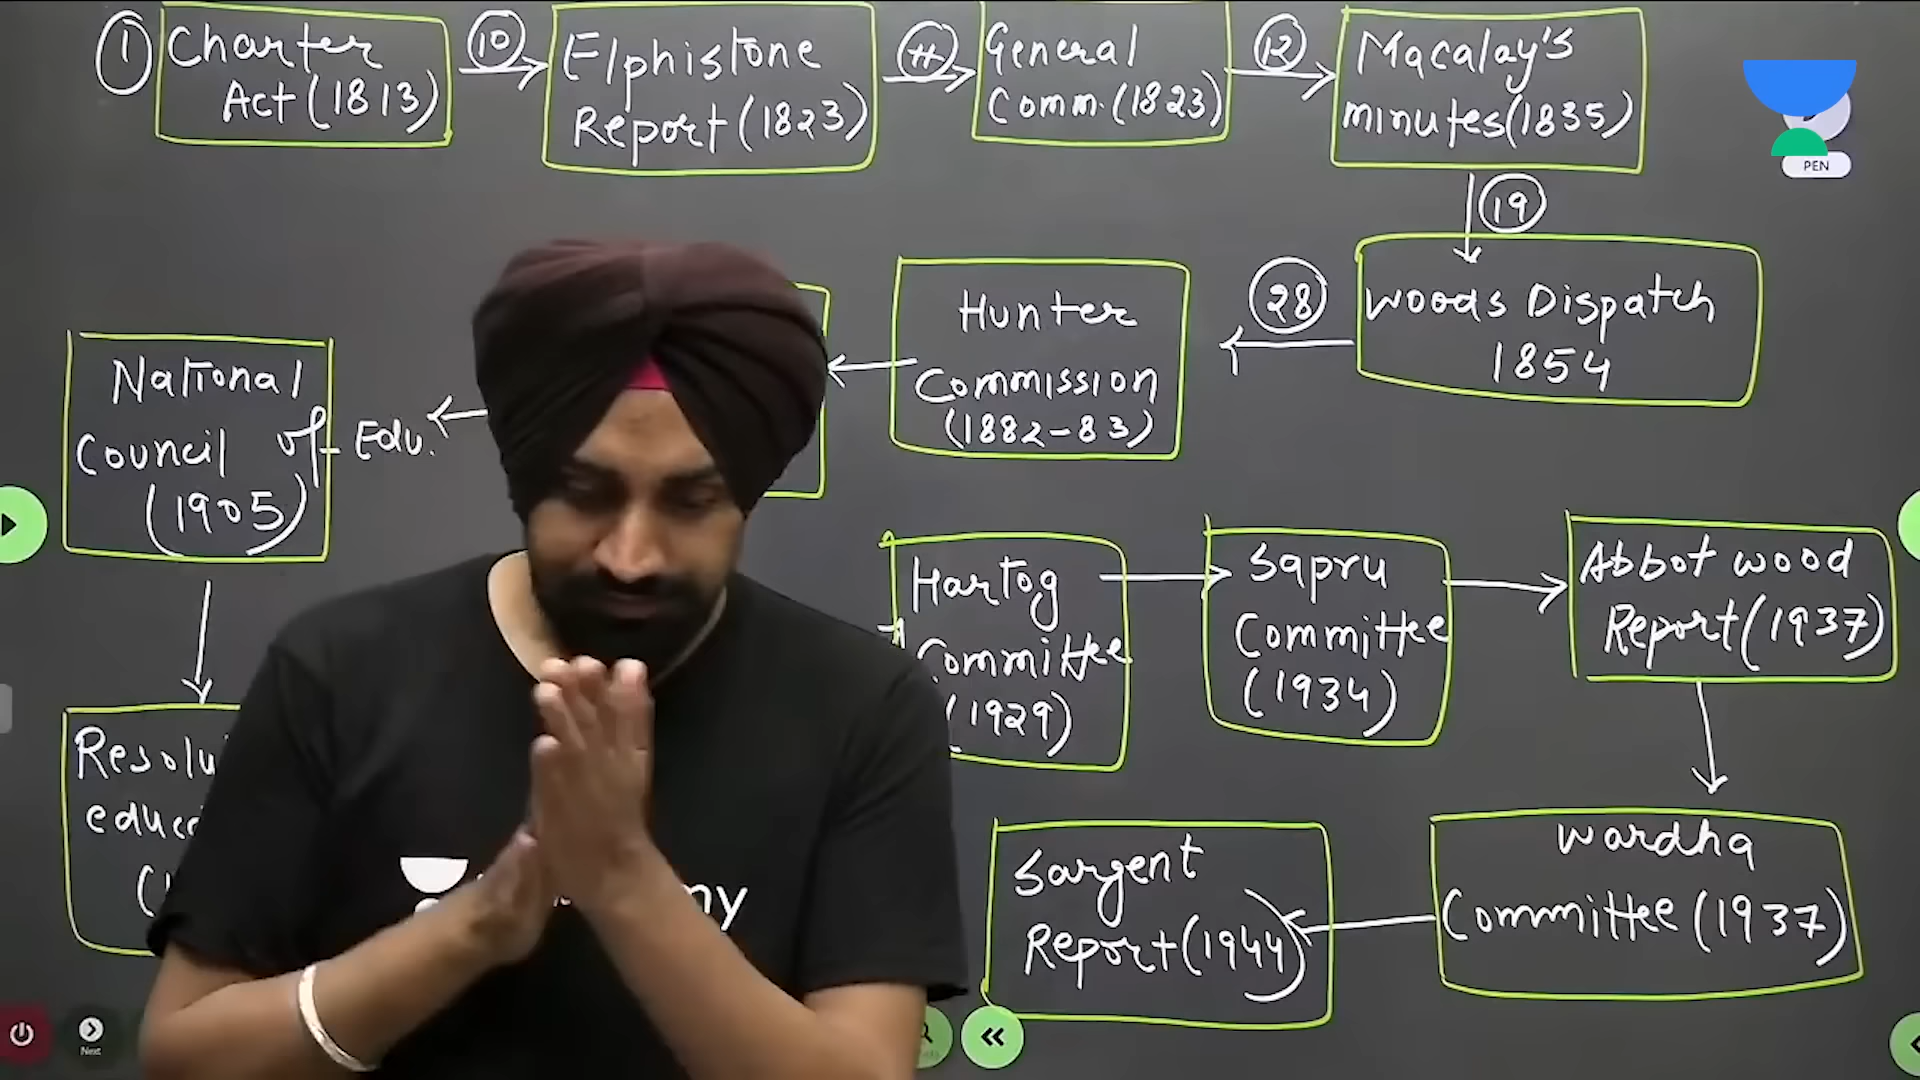 1
Charter
Act (1813)
10
Elphistone
Report (1823)
11
General
Comm. (1823)
12
Macalay's
minutes (1835)
PEN
19
Woods Dispatch
1854
28
Hunter
Commission
(1882-83)
National
Council of Edu.
(1905)
Hartog
Committee
(1929)
Sapru
Committee
(1934)
Abbot wood
Report (1937)
Wardha
Committee (1937)
Sargent
Report (1944)
Next